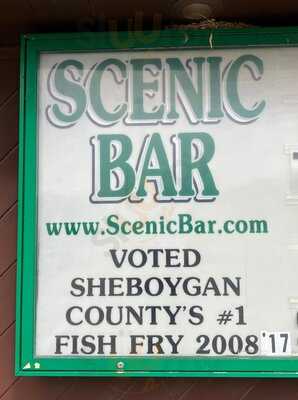 SCENIC
BAR
www.ScenicBar.com
VOTED
SHEBOYGAN
COUNTY'S #1
FISH FRY 2008 '17